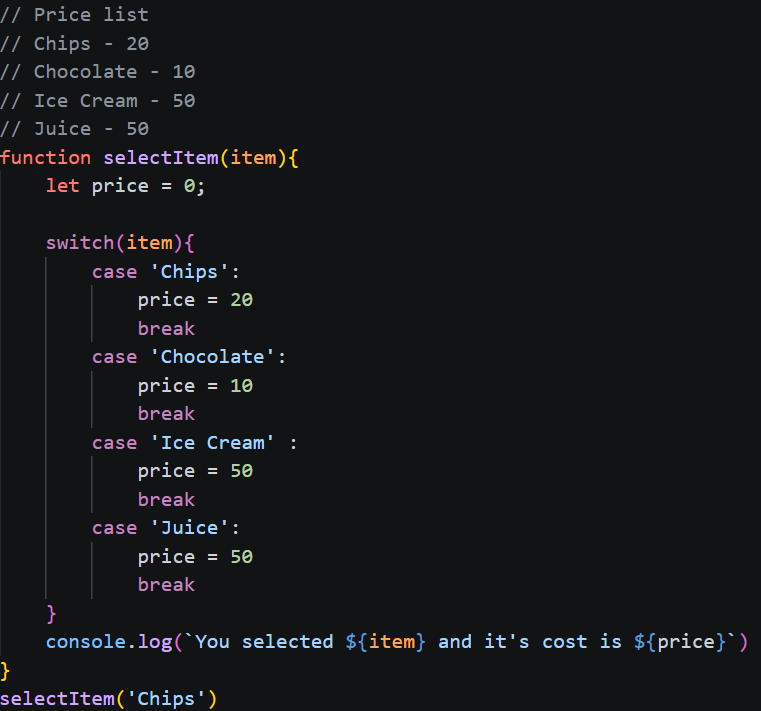 // Price list
// Chips - 20
// Chocolate - 10
// Ice Cream - 50
// Juice - 50
function selectItem(item){
    let price = 0;

    switch(item){
        case 'Chips':
            price = 20
            break
        case 'Chocolate':
            price = 10
            break
        case 'Ice Cream' :
            price = 50
            break
        case 'Juice':
            price = 50
            break
    }
    console.log(`You selected ${item} and it's cost is ${price}`)
}
selectItem('Chips')